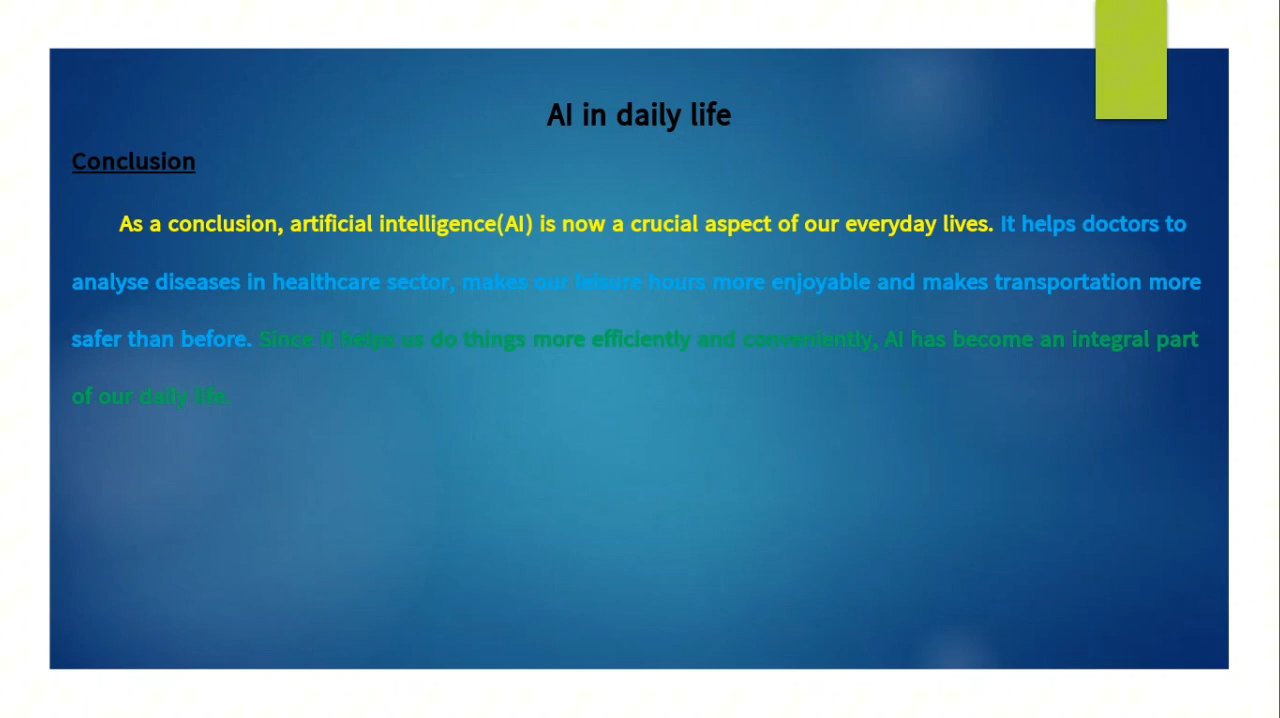 AI in daily life
Conclusion
As a conclusion, artificial intelligence(AI) is now a crucial aspect of our everyday lives. It helps doctors to
analyse diseases in healthcare sector, makes our leisure hours more enjoyable and makes transportation more
safer than before. Since it helps us do things more efficiently and conveniently, AI has become an integral part
of our daily life.